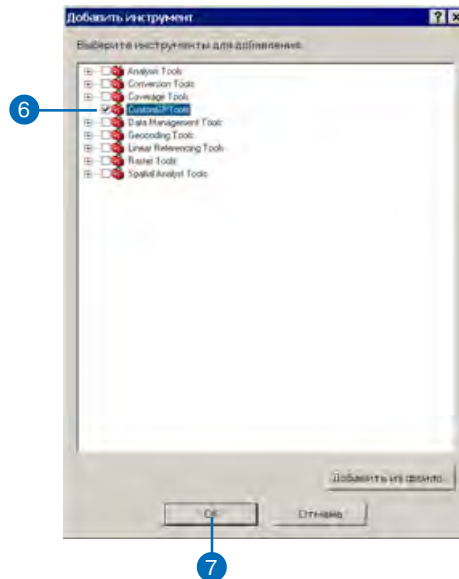 Добавить инструмент
Выберите инструменты для добавления.
Analysis Tools
Conversion Tools
Coverage Tools
6
CustomGPTools
Data Management Tools
Geocoding Tools
Linear Referencing Tools
Raster Tools
Spatial Analyst Tools
Добавить из файла
OK
Отмена
7